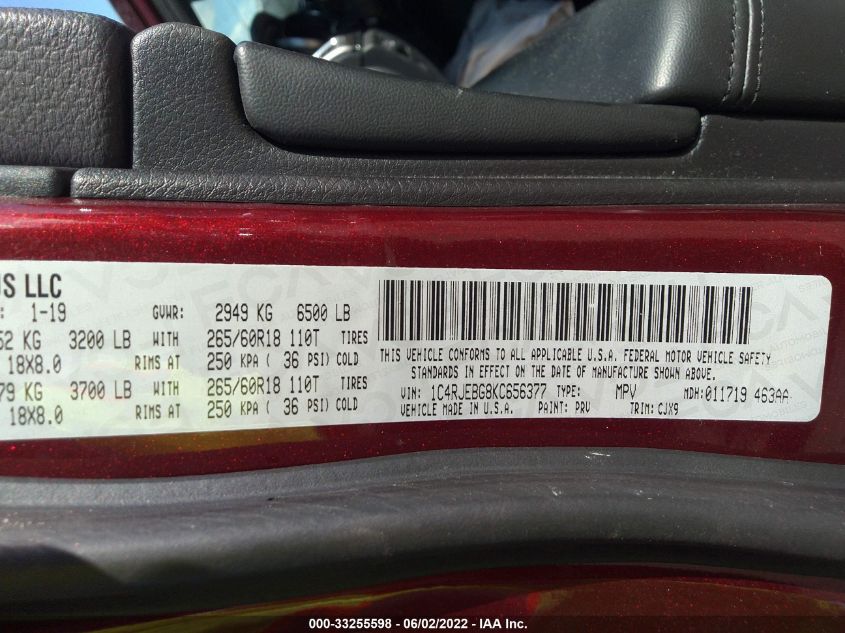 US LLC
: 1-19 GVWR: 2949 KG 6500 LB
52 KG 3200 LB WITH 265/60R18 110T TIRES
18X8.0 RIMS AT 250 KPA ( 36 PSI) COLD
79 KG 3700 LB WITH 265/60R18 110T TIRES
18X8.0 RIMS AT 250 KPA ( 36 PSI) COLD
THIS VEHICLE CONFORMS TO ALL APPLICABLE U.S.A. FEDERAL MOTOR VEHICLE SAFETY
STANDARDS IN EFFECT ON THE DATE OF MANUFACTURE SHOWN ABOVE.
VIN: 1C4RJEBG8KC656377 TYPE: MPV MDH:011719 463AA
VEHICLE MADE IN U.S.A. PAINT: PRV TRIM: CJX9
000-33255598 - 06/02/2022 - IAA Inc.